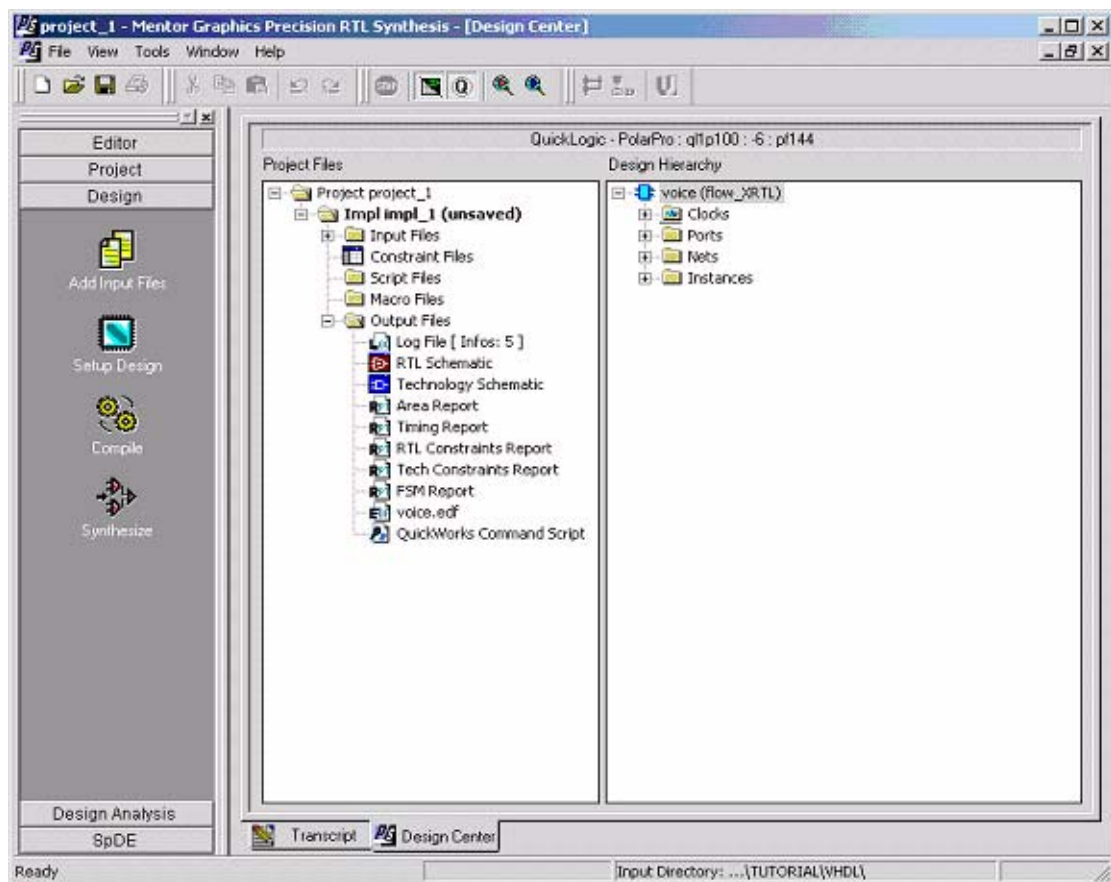 project_1 - Mentor Graphics Precision RTL Synthesis - [Design Center]
File View Tools Window Help
Editor
Project
Design
Add Input Files
Setup Design
Compile
Synthesize
Design Analysis
SpDE
QuickLogic - PolarPro : ql1p100 : -6 : pf144
Project Files
Project project_1
Impl impl_1 (unsaved)
Input Files
Constraint Files
Script Files
Macro Files
Output Files
Log File [ Infos: 5 ]
RTL Schematic
Technology Schematic
Area Report
Timing Report
RTL Constraints Report
Tech Constraints Report
FSM Report
voice.edf
QuickWorks Command Script
Design Hierarchy
voice (flow_XRTL)
Clocks
Ports
Nets
Instances
Transcript
Design Center
Ready
Input Directory: ...\TUTORIAL\VHDL\